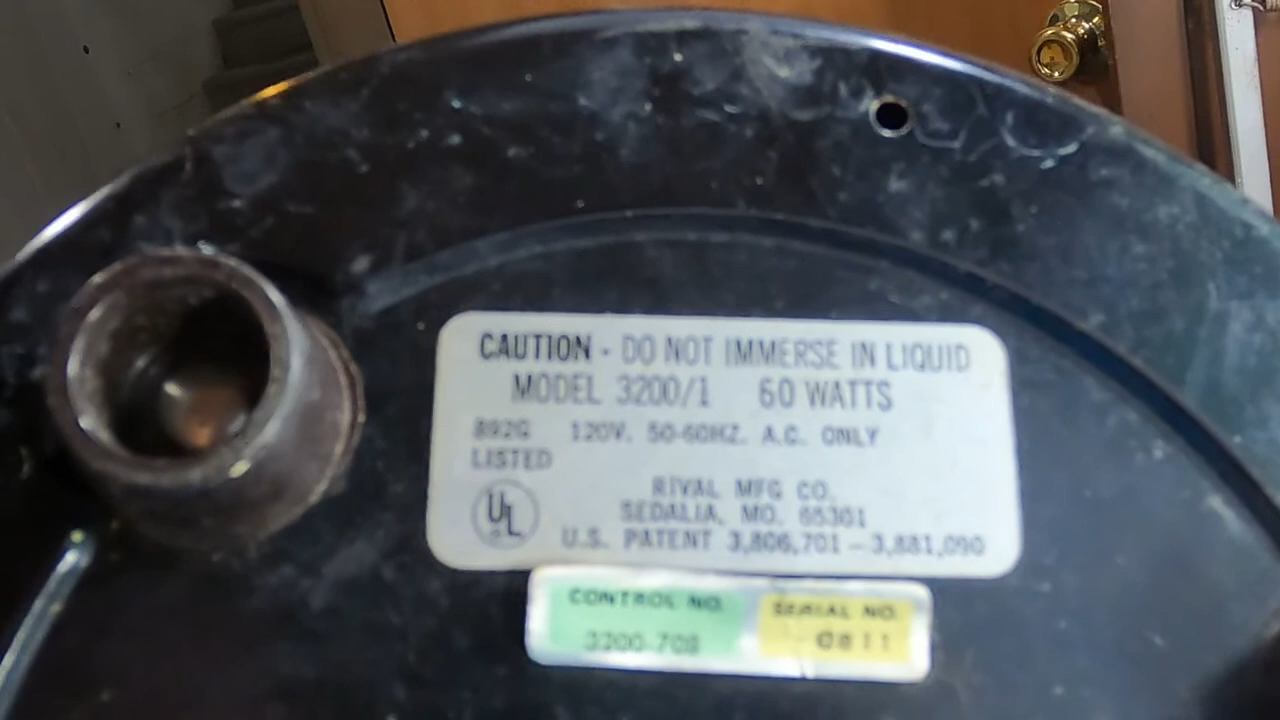 CAUTION - DO NOT IMMERSE IN LIQUID
MODEL 3200/1 60 WATTS
892G 120V. 50-60HZ. A.C. ONLY
LISTED
UL
RIVAL MFG CO.
SEDALIA, MO. 65301
U.S. PATENT 3,806,701 – 3,881,090
CONTROL NO. SERIAL NO.
3200-708 0811